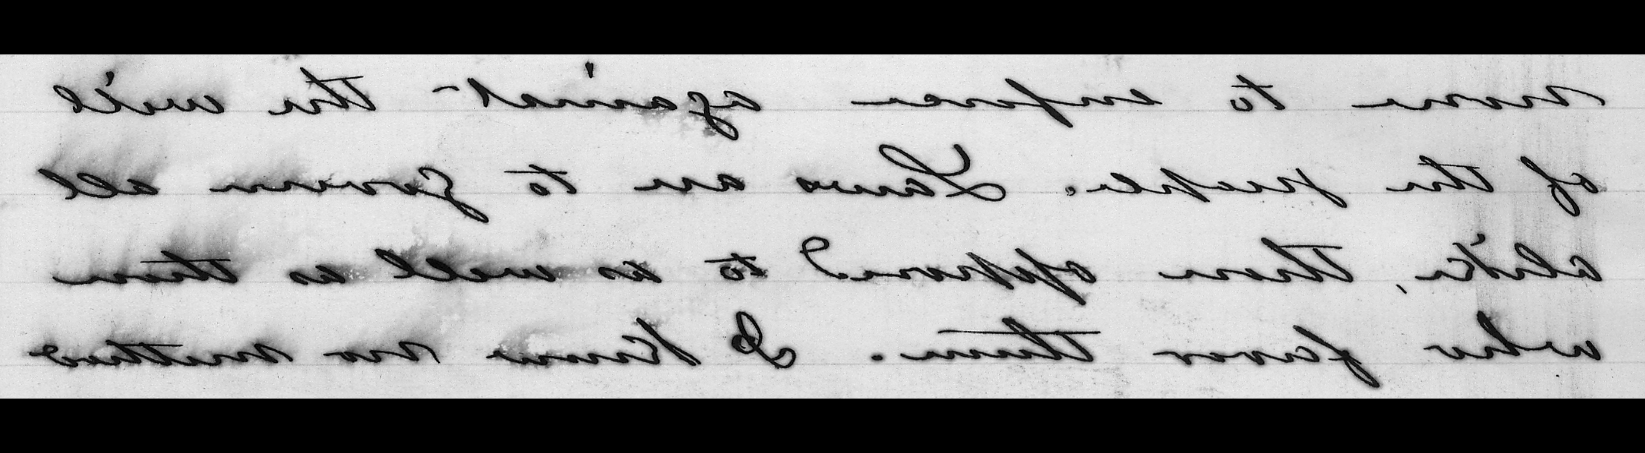 none to enforce against the will
of the people. Laws are to govern all
alike, those opposed to as well as those
who favor them. I know no method